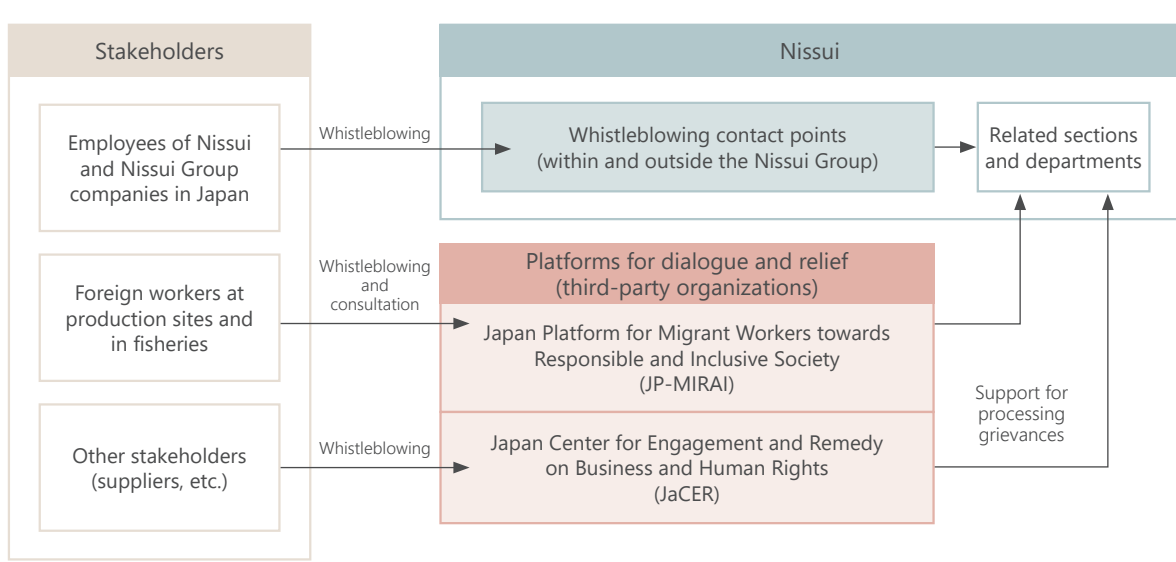 Stakeholders
Nissui
Employees of Nissui
and Nissui Group
companies in Japan
Whistleblowing
Whistleblowing contact points
(within and outside the Nissui Group)
Related sections
and departments
Foreign workers at
production sites and
in fisheries
Whistleblowing
and
consultation
Platforms for dialogue and relief
(third-party organizations)
Japan Platform for Migrant Workers towards
Responsible and Inclusive Society
(JP-MIRAI)
Other stakeholders
(suppliers, etc.)
Whistleblowing
Japan Center for Engagement and Remedy
on Business and Human Rights
(JaCER)
Support for
processing
grievances